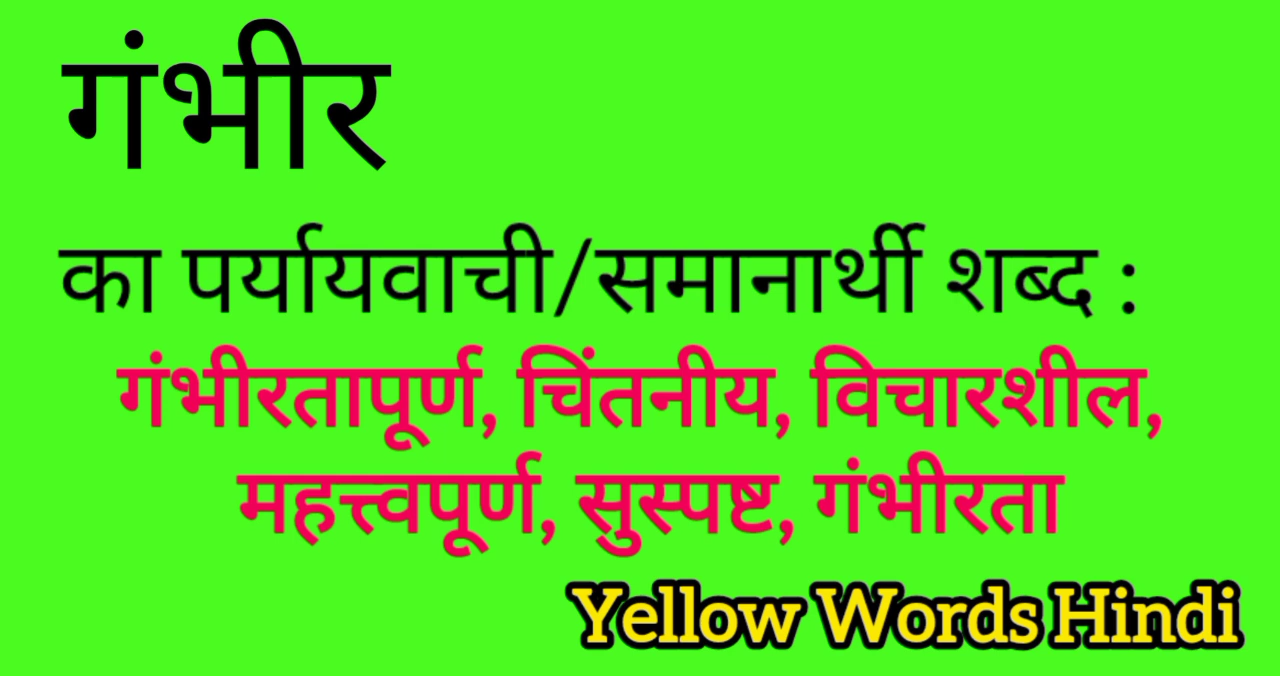 गंभीर
का पर्यायवाची/समानार्थी शब्द :
गंभीरतापूर्ण, चिंतनीय, विचारशील,
महत्त्वपूर्ण, सुस्पष्ट, गंभीरता
Yellow Words Hindi